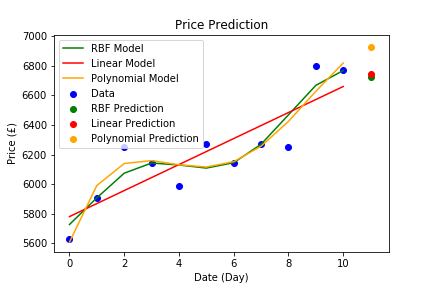 Price Prediction
7000
6800
6600
6400
6200
6000
5800
5600
Price (£)
RBF Model
Linear Model
Polynomial Model
Data
RBF Prediction
Linear Prediction
Polynomial Prediction
0 2 4 6 8 10
Date (Day)